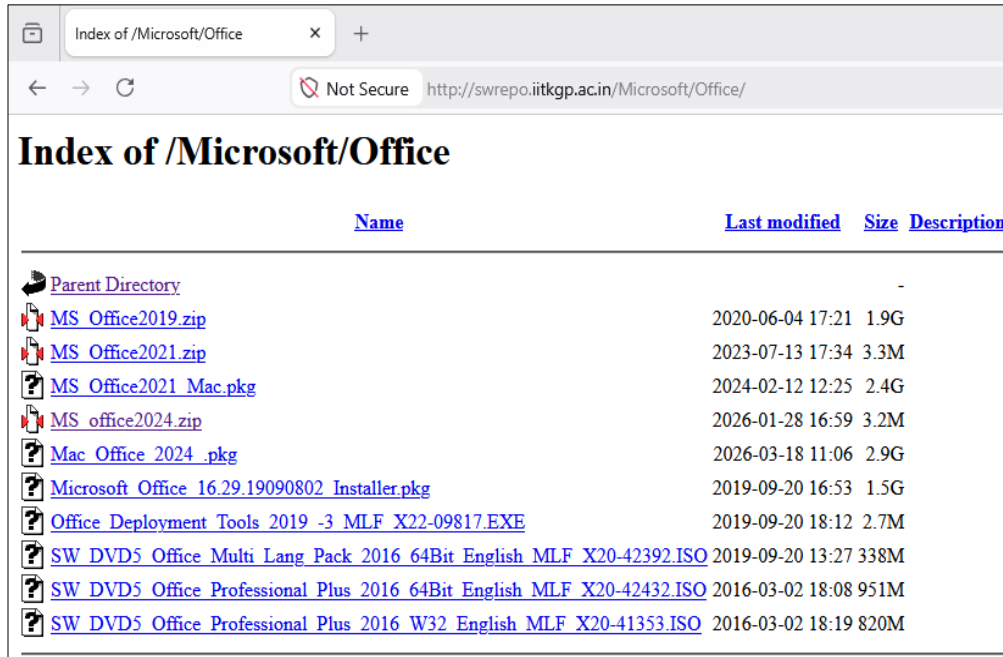 Index of /Microsoft/Office
Not Secure http://swrepo.iitkgp.ac.in/Microsoft/Office/
Index of /Microsoft/Office
Name Last modified Size Description
Parent Directory -
MS_Office2019.zip 2020-06-04 17:21 1.9G
MS_Office2021.zip 2023-07-13 17:34 3.3M
MS_Office2021_Mac.pkg 2024-02-12 12:25 2.4G
MS_office2024.zip 2026-01-28 16:59 3.2M
Mac_Office_2024_.pkg 2026-03-18 11:06 2.9G
Microsoft_Office_16.29.19090802_Installer.pkg 2019-09-20 16:53 1.5G
Office_Deployment_Tools_2019_-3_MLF_X22-09817.EXE 2019-09-20 18:12 2.7M
SW_DVD5_Office_Multi_Lang_Pack_2016_64Bit_English_MLF_X20-42392.ISO 2019-09-20 13:27 338M
SW_DVD5_Office_Professional_Plus_2016_64Bit_English_MLF_X20-42432.ISO 2016-03-02 18:08 951M
SW_DVD5_Office_Professional_Plus_2016_W32_English_MLF_X20-41353.ISO 2016-03-02 18:19 820M